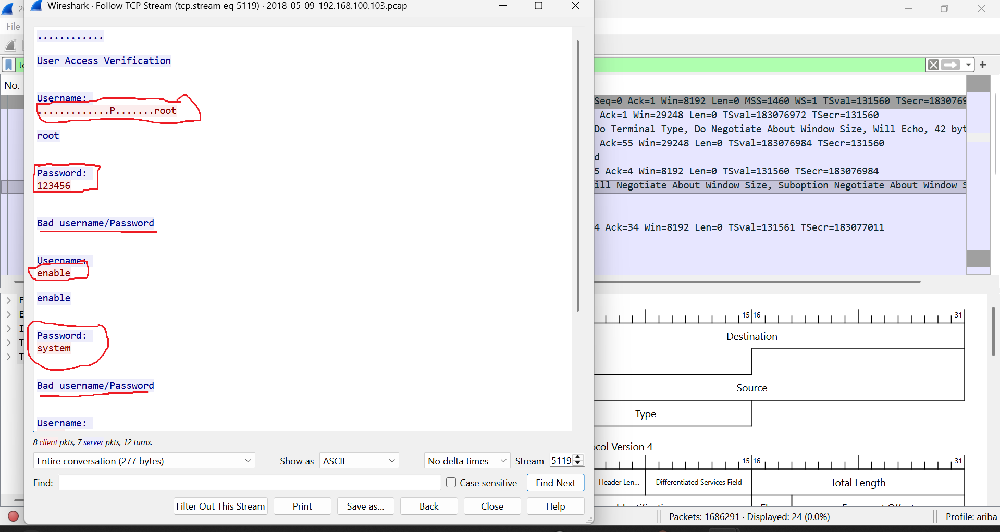 Wireshark · Follow TCP Stream (tcp.stream eq 5119) · 2018-05-09-192.168.100.103.pcap
File
No.
............
User Access Verification
Username:
.............P.......root
root
Password:
123456
Bad username/Password
Username:
enable
enable
Password:
system
Bad username/Password
Username:
8 client pkts, 7 server pkts, 12 turns.
Entire conversation (277 bytes)
Show as
ASCII
No delta times
Stream
5119
Find:
Case sensitive
Find Next
Filter Out This Stream
Print
Save as...
Back
Close
Help
Seq=0 Ack=1 Win=8192 Len=0 MSS=1460 WS=1 TSval=131560 TSecr=1830769
Ack=1 Win=29248 Len=0 TSval=183076972 TSecr=131560
Do Terminal Type, Do Negotiate About Window Size, Will Echo, 42 byt
Ack=55 Win=29248 Len=0 TSval=183076984 TSecr=131560
d
5 Ack=4 Win=8192 Len=0 TSval=131560 TSecr=183076984
ill Negotiate About Window Size, Suboption Negotiate About Window S
4 Ack=34 Win=8192 Len=0 TSval=131561 TSecr=183077011
F
E
I
T
T
15 16 31
Destination
Source
Type
ocol Version 4
15 16 31
Header Len...
Differentiated Services Field
Total Length
Packets: 1686291 · Displayed: 24 (0.0%)
Profile: ariba